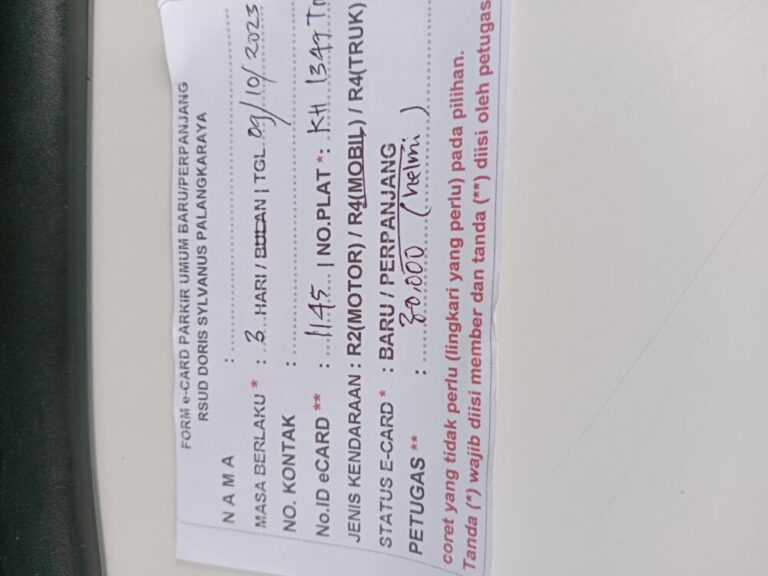 FORM e-CARD PARKIR UMUM BARU/PERPANJANG
RSUD DORIS SYLVANUS PALANGKARAYA
N A M A :
MASA BERLAKU * : 3 HARI / BULAN | TGL. 09/10/2023
NO. KONTAK :
No.ID eCARD ** : 1145 | NO.PLAT * : KH 1349 T
JENIS KENDARAAN : R2(MOTOR) / R4(MOBIL) / R4(TRUK)
STATUS E-CARD * : BARU / PERPANJANG
PETUGAS ** : 30.000 (helmi)
coret yang tidak perlu (lingkari yang perlu) pada pilihan.
Tanda (*) wajib diisi member dan tanda (**) diisi oleh petugas